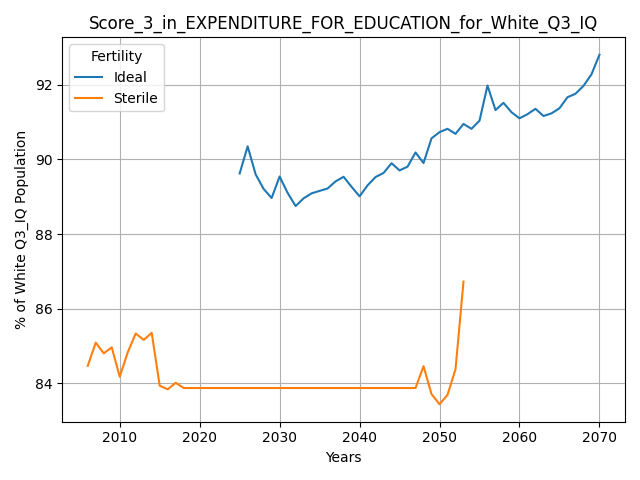 Score_3_in_EXPENDITURE_FOR_EDUCATION_for_White_Q3_IQ
Fertility
Ideal
Sterile
% of White Q3_IQ Population
92
90
88
86
84
2010 2020 2030 2040 2050 2060 2070
Years